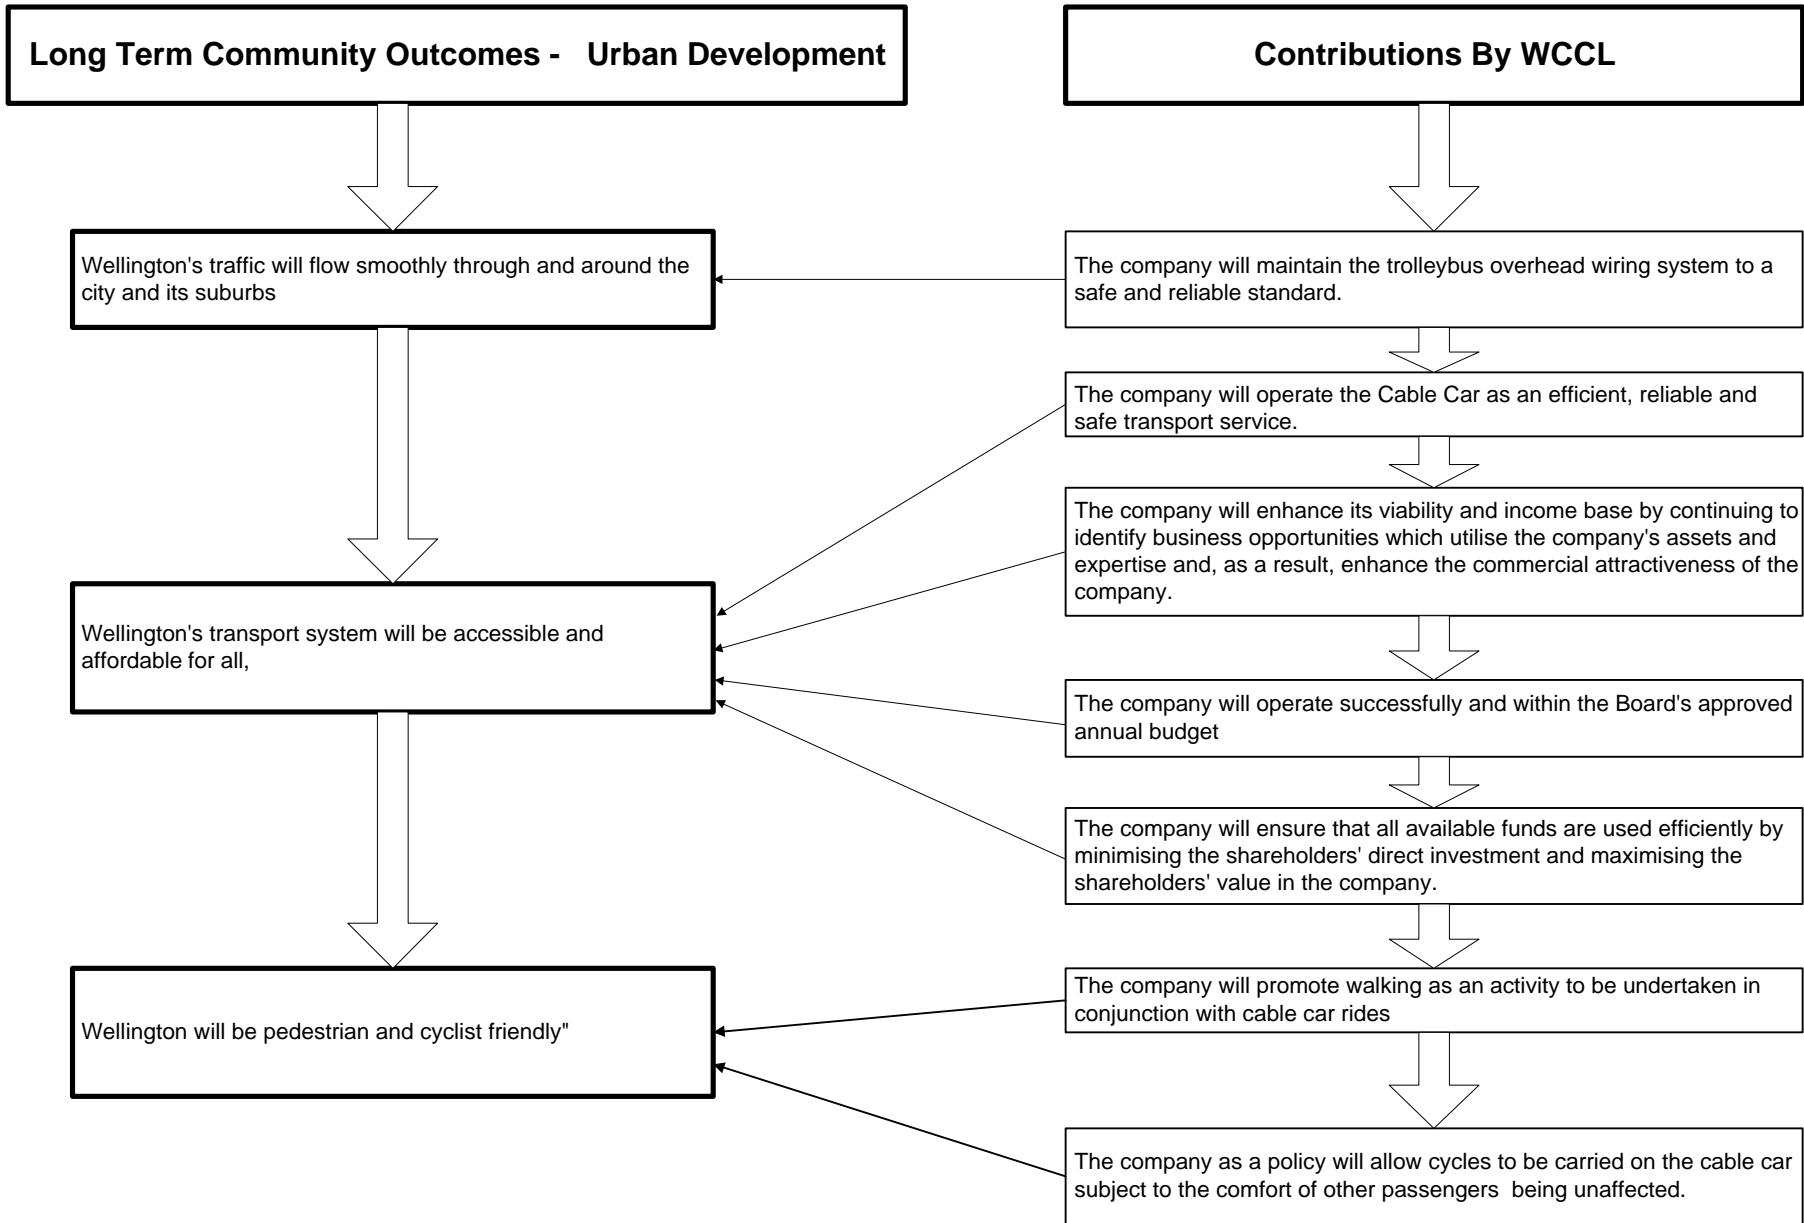 Long Term Community Outcomes -   Urban Development
Contributions By WCCL
Wellington's traffic will flow smoothly through and around the
city and its suburbs
The company will maintain the trolleybus overhead wiring system to a
safe and reliable standard.
The company will operate the Cable Car as an efficient, reliable and
safe transport service.
The company will enhance its viability and income base by continuing to
identify business opportunities which utilise the company's assets and
expertise and, as a result, enhance the commercial attractiveness of the
company.
Wellington's transport system will be accessible and
affordable for all,
The company will operate successfully and within the Board's approved
annual budget
The company will ensure that all available funds are used efficiently by
minimising the shareholders' direct investment and maximising the
shareholders' value in the company.
Wellington will be pedestrian and cyclist friendly"
The company will promote walking as an activity to be undertaken in
conjunction with cable car rides
The company as a policy will allow cycles to be carried on the cable car
subject to the comfort of other passengers  being unaffected.